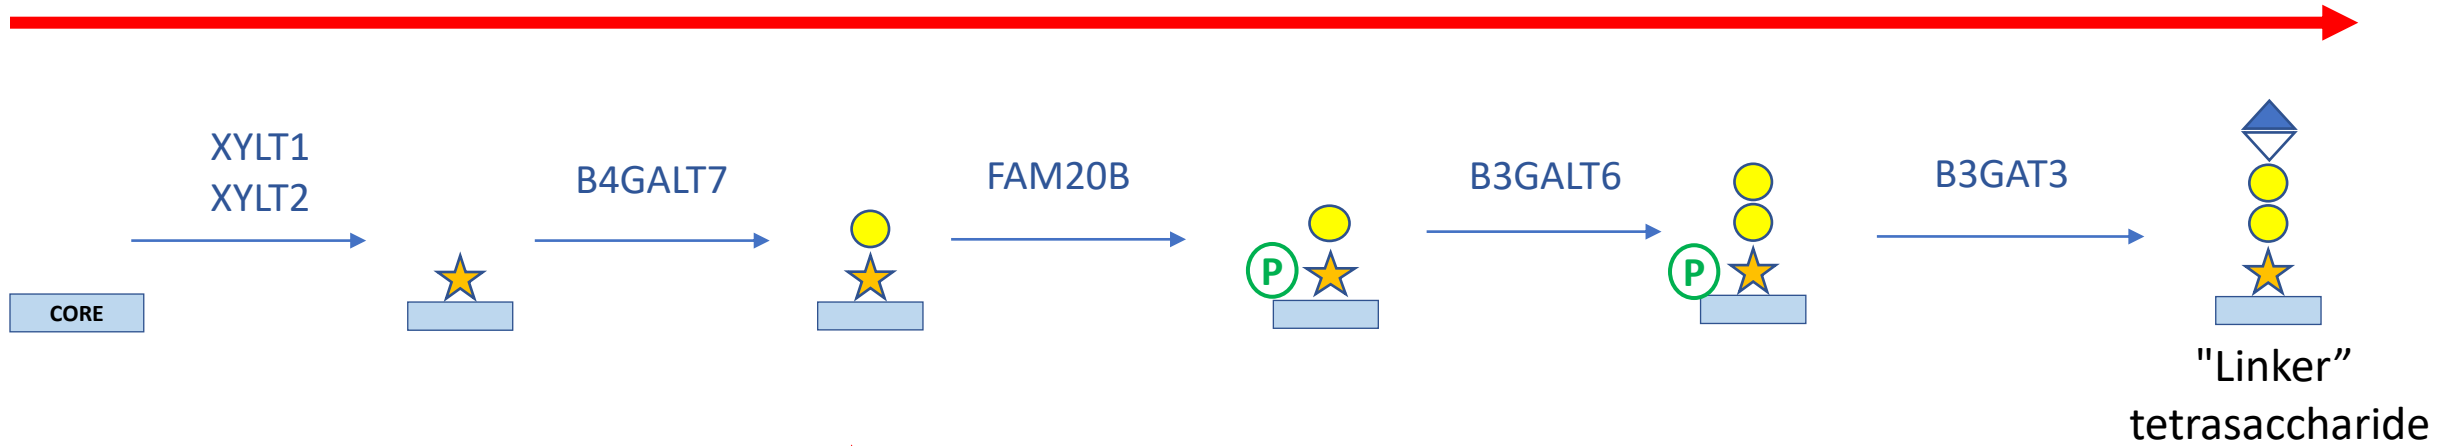 XYLT1
XYLT2
B4GALT7
FAM20B
B3GALT6
B3GAT3
P
P
CORE
"Linker”
tetrasaccharide